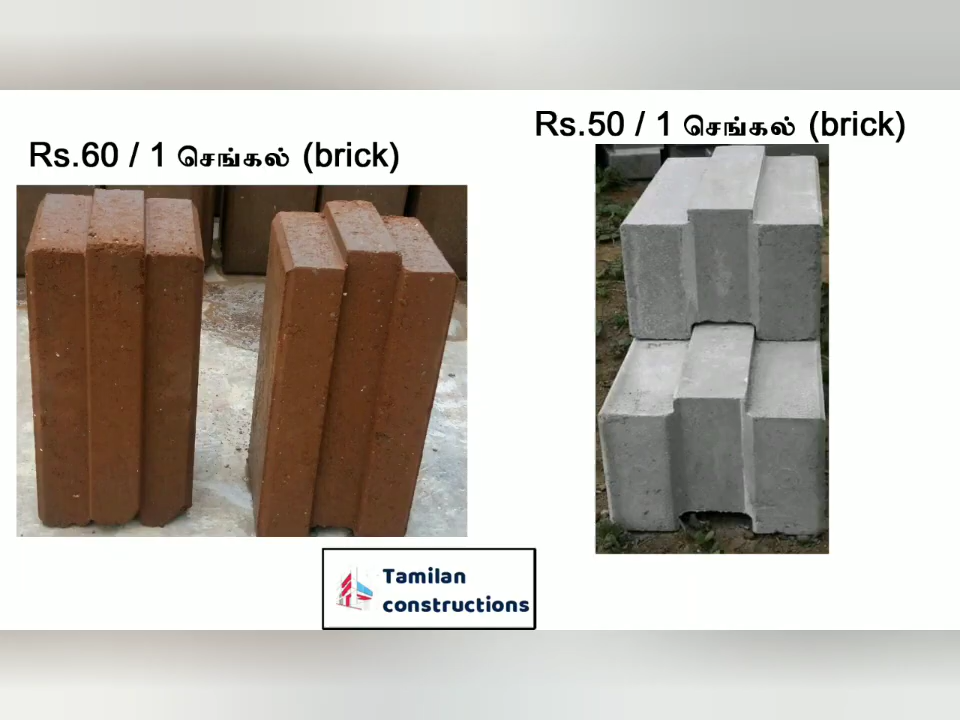 Rs.60 / 1 செங்கல் (brick)
Rs.50 / 1 செங்கல் (brick)
Tamilan
constructions